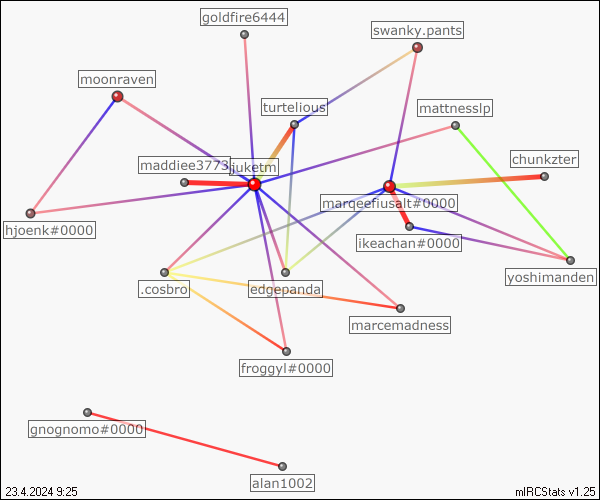 goldfire6444
swanky.pants
moonraven
turtelious
mattnesslp
maddiee3773
juketm
chunkzter
marqeefiusalt#0000
hjoenk#0000
ikeachan#0000
yoshimanden
.cosbro
edgepanda
marcemadness
froggyl#0000
gnognomo#0000
alan1002
23.4.2024 9:25
mIRCStats v1.25